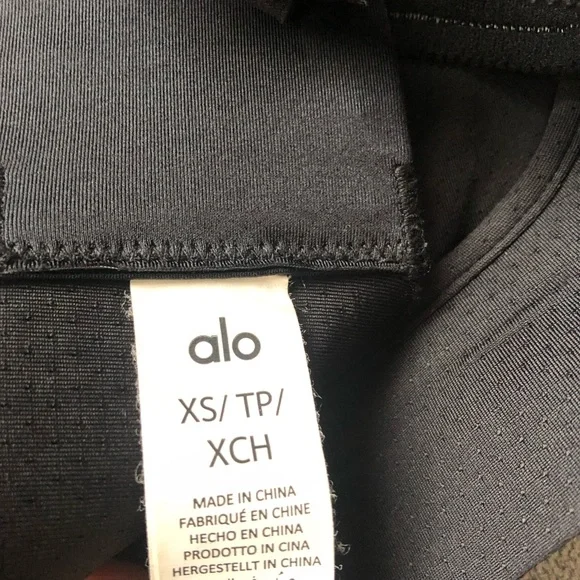 alo
XS/ TP/
XCH
MADE IN CHINA
FABRIQUÉ EN CHINE
HECHO EN CHINA
PRODOTTO IN CINA
HERGESTELLT IN CHINA